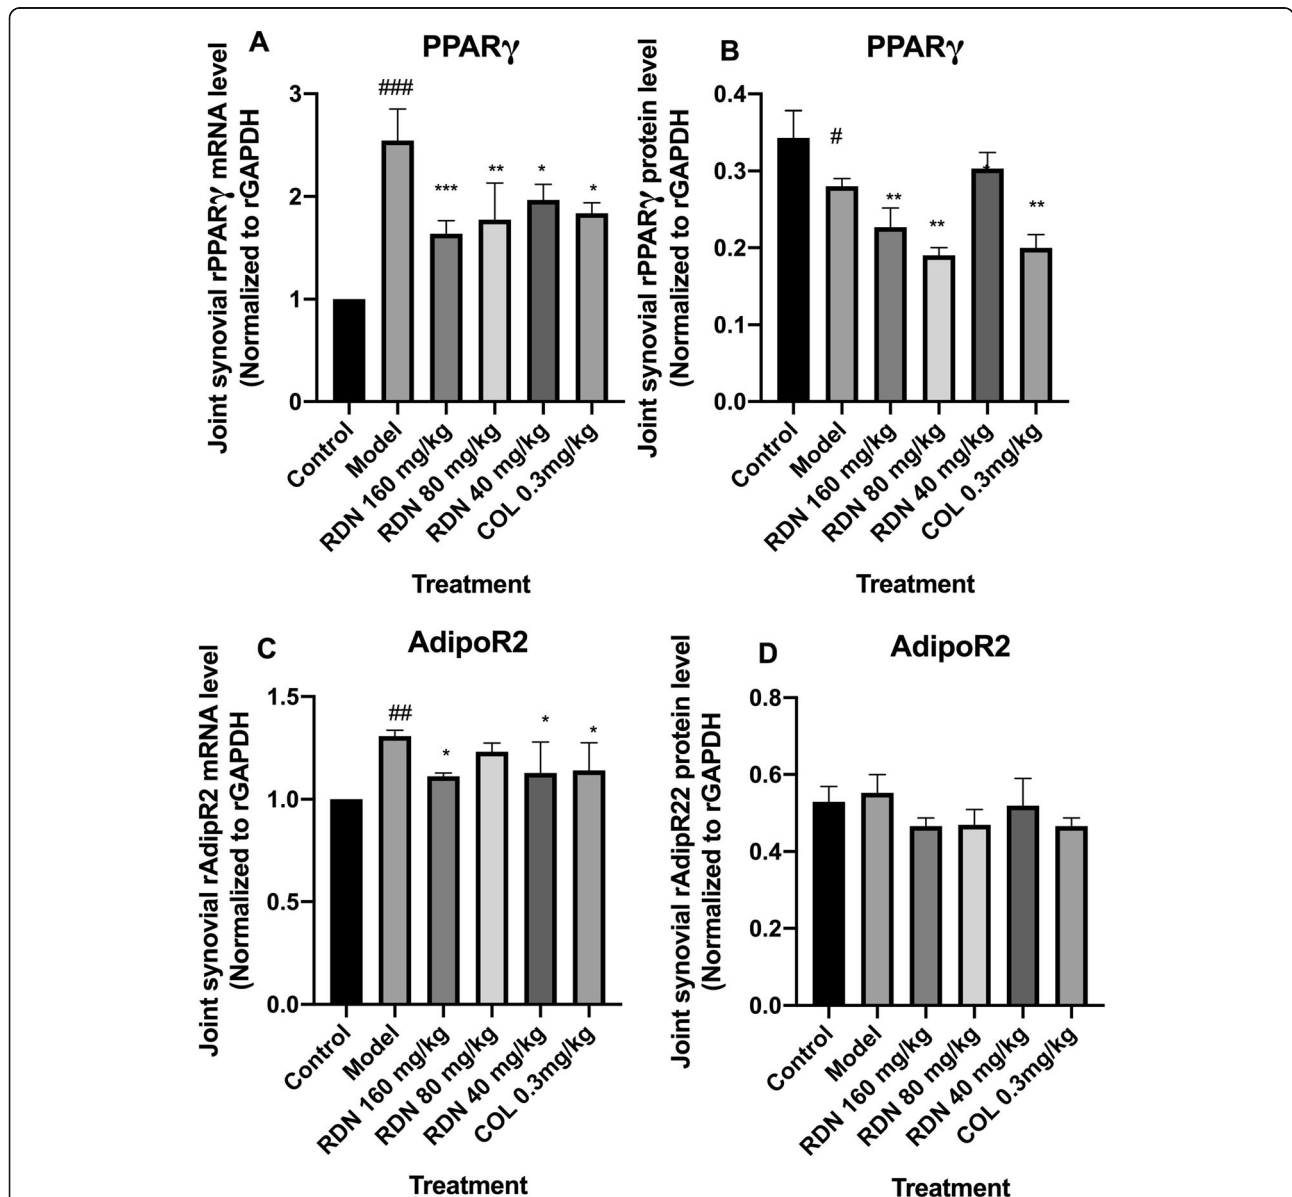 A
PPARγ
Joint synovial rPPARγ mRNA level
(Normalized to rGAPDH
3
2
1
0
###
***
**
*
*
Control
Model
RDN 160 mg/kg
RDN 80 mg/kg
RDN 40 mg/kg
COL 0.3mg/kg
Treatment
B
PPARγ
Joint synovial rPPARγ protein level
(Normalized to rGAPDH
0.4
0.3
0.2
0.1
0.0
#
**
**
*
**
Control
Model
RDN 160 mg/kg
RDN 80 mg/kg
RDN 40 mg/kg
COL 0.3mg/kg
Treatment
C
AdipoR2
Joint synovial rAdipR2 mRNA level
(Normalized to rGAPDH
1.5
1.0
0.5
0.0
##
*
*
*
Control
Model
RDN 160 mg/kg
RDN 80 mg/kg
RDN 40 mg/kg
COL 0.3mg/kg
Treatment
D
AdipoR2
Joint synovial rAdipR22 protein level
(Normalized to rGAPDH
0.8
0.6
0.4
0.2
0.0
Control
Model
RDN 160 mg/kg
RDN 80 mg/kg
RDN 40 mg/kg
COL 0.3mg/kg
Treatment